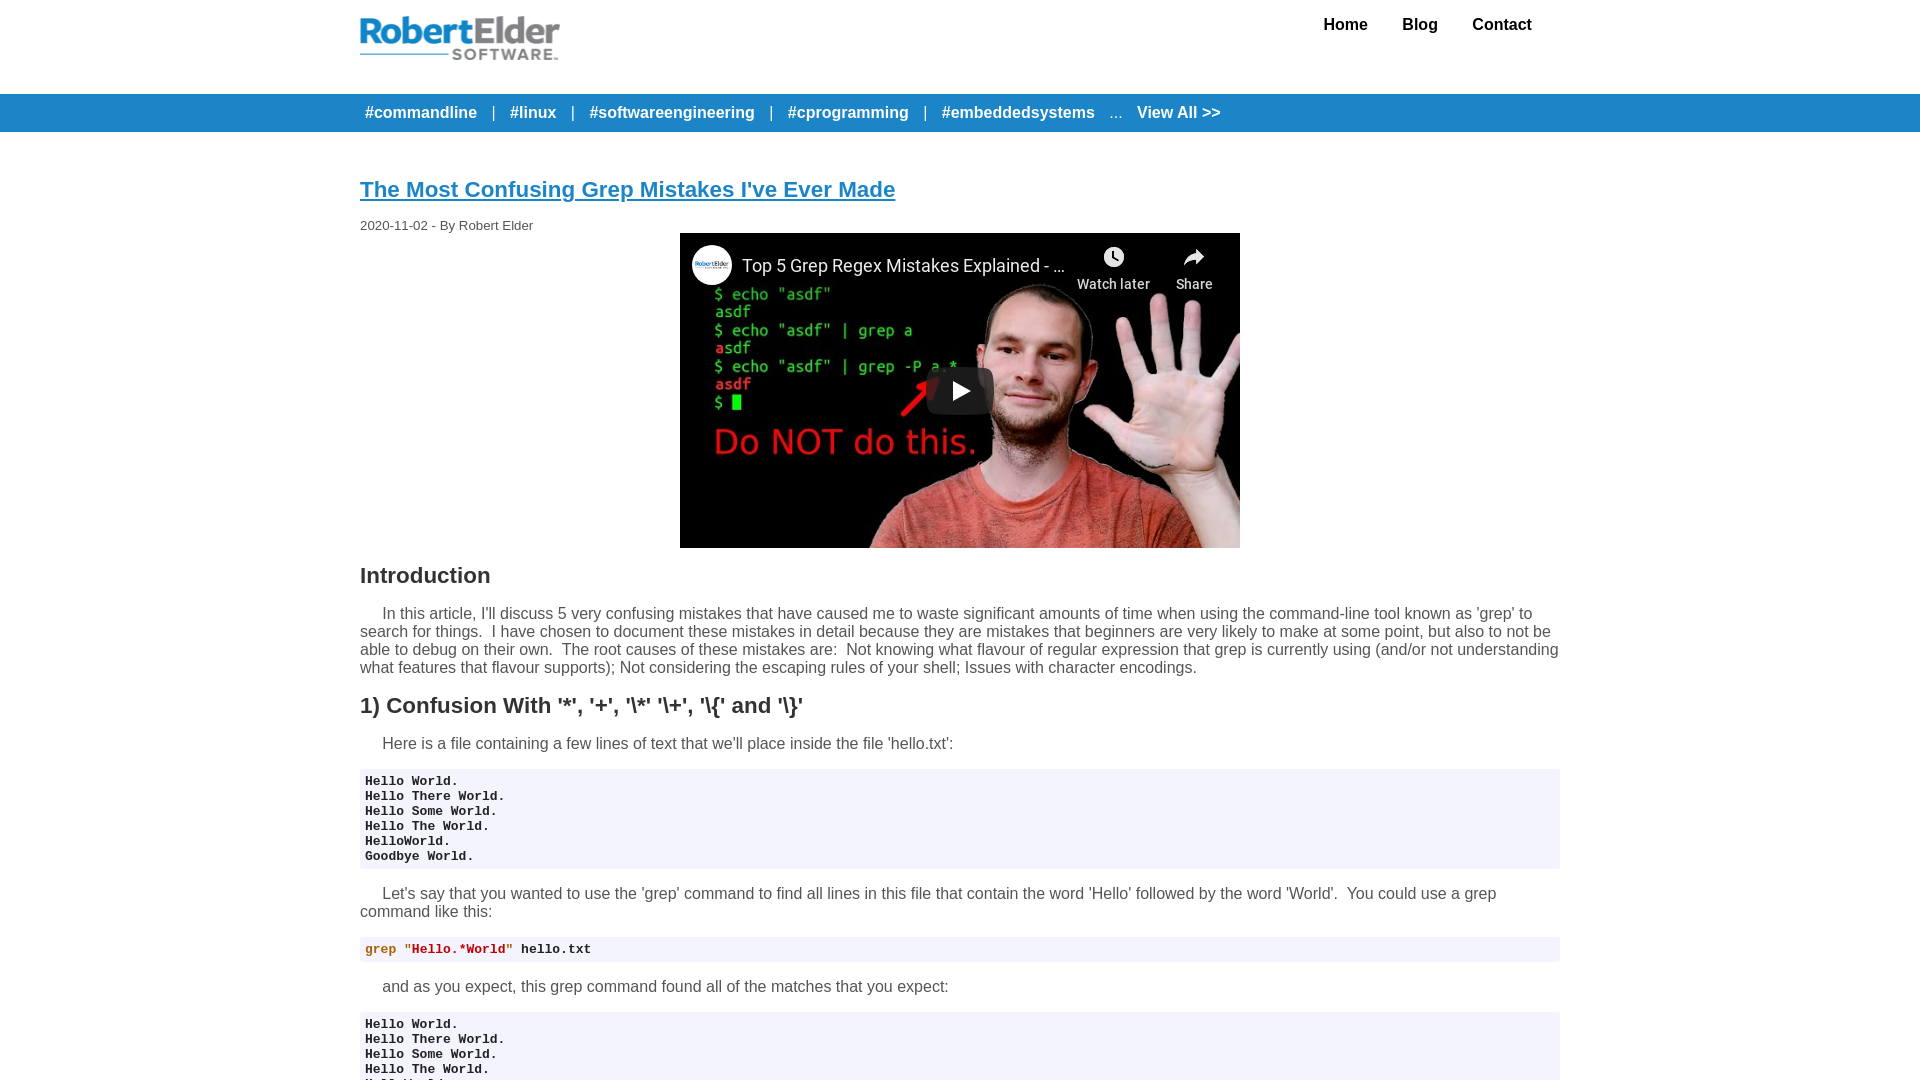 RobertElder
SOFTWARE™
Home Blog Contact
#commandline | #linux | #softwareengineering | #cprogramming | #embeddedsystems ... View All >>
The Most Confusing Grep Mistakes I've Ever Made
2020-11-02 - By Robert Elder
RobertElder
Top 5 Grep Regex Mistakes Explained - ...
Watch later Share
$ echo "asdf"
asdf
$ echo "asdf" | grep a
asdf
$ echo "asdf" | grep -P a.*
asdf
$
Do NOT do this.
Introduction
In this article, I'll discuss 5 very confusing mistakes that have caused me to waste significant amounts of time when using the command-line tool known as 'grep' to
search for things.  I have chosen to document these mistakes in detail because they are mistakes that beginners are very likely to make at some point, but also to not be
able to debug on their own.  The root causes of these mistakes are:  Not knowing what flavour of regular expression that grep is currently using (and/or not understanding
what features that flavour supports); Not considering the escaping rules of your shell; Issues with character encodings.
1) Confusion With '*', '+', '\*' '\+', '\{' and '\}'
Here is a file containing a few lines of text that we'll place inside the file 'hello.txt':
Hello World.
Hello There World.
Hello Some World.
Hello The World.
HelloWorld.
Goodbye World.
Let's say that you wanted to use the 'grep' command to find all lines in this file that contain the word 'Hello' followed by the word 'World'.  You could use a grep
command like this:
grep "Hello.*World" hello.txt
and as you expect, this grep command found all of the matches that you expect:
Hello World.
Hello There World.
Hello Some World.
Hello The World.